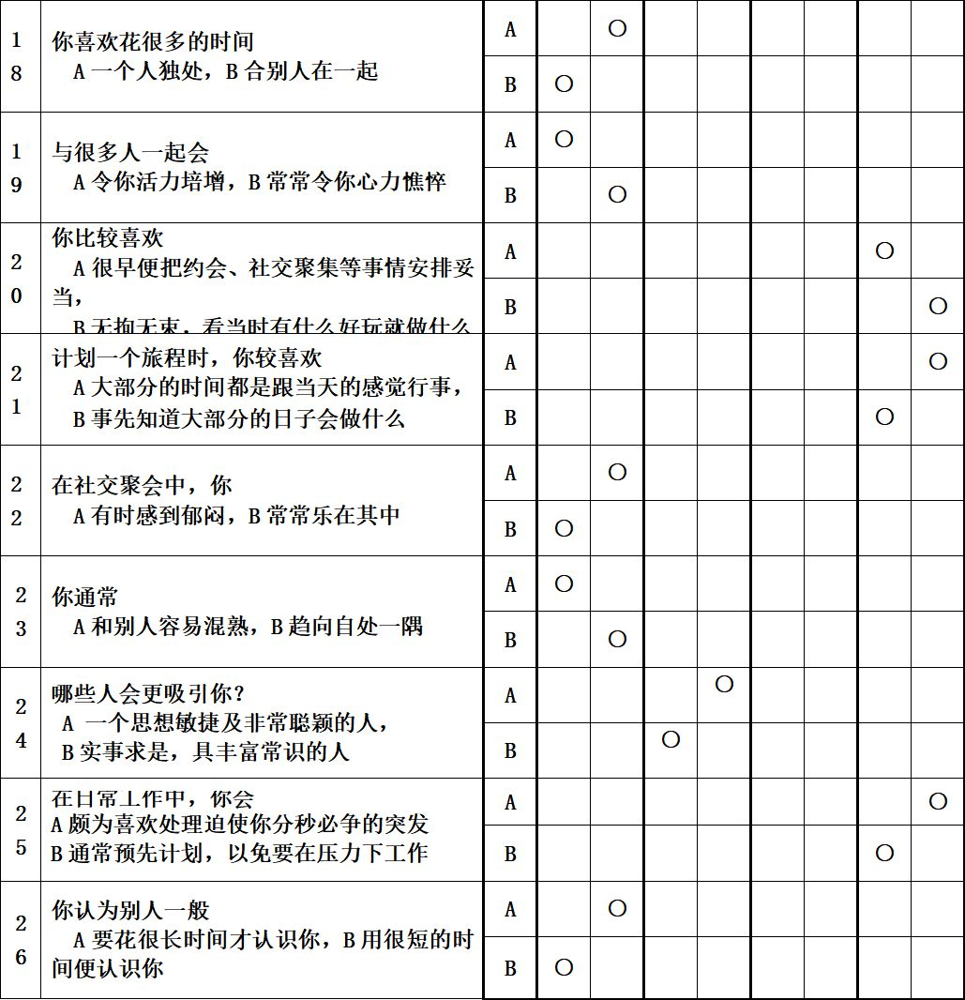 18
你喜欢花很多的时间
A 一个人独处，B 合别人在一起
A 〇
B 〇
19
与很多人一起会
A 令你活力培增，B 常常令你心力憔悴
A 〇
B 〇
20
你比较喜欢
A 很早便把约会、社交聚集等事情安排妥
当，
B 无拘无束，看当时有什么好玩就做什么
A 〇
B 〇
21
计划一个旅程时，你较喜欢
A 大部分的时间都是跟当天的感觉行事，
B 事先知道大部分的日子会做什么
A 〇
B 〇
22
在社交聚会中，你
A 有时感到郁闷，B 常常乐在其中
A 〇
B 〇
23
你通常
A 和别人容易混熟，B 趋向自处一隅
A 〇
B 〇
24
哪些人会更吸引你？
A 一个思想敏捷及非常聪颖的人，
B 实事求是，具丰富常识的人
A 〇
B 〇
25
在日常工作中，你会
A 颇为喜欢处理迫使你分秒必争的突发
B 通常预先计划，以免要在压力下工作
A 〇
B 〇
26
你认为别人一般
A 要花很长时间才认识你，B 用很短的时
间便认识你
A 〇
B 〇